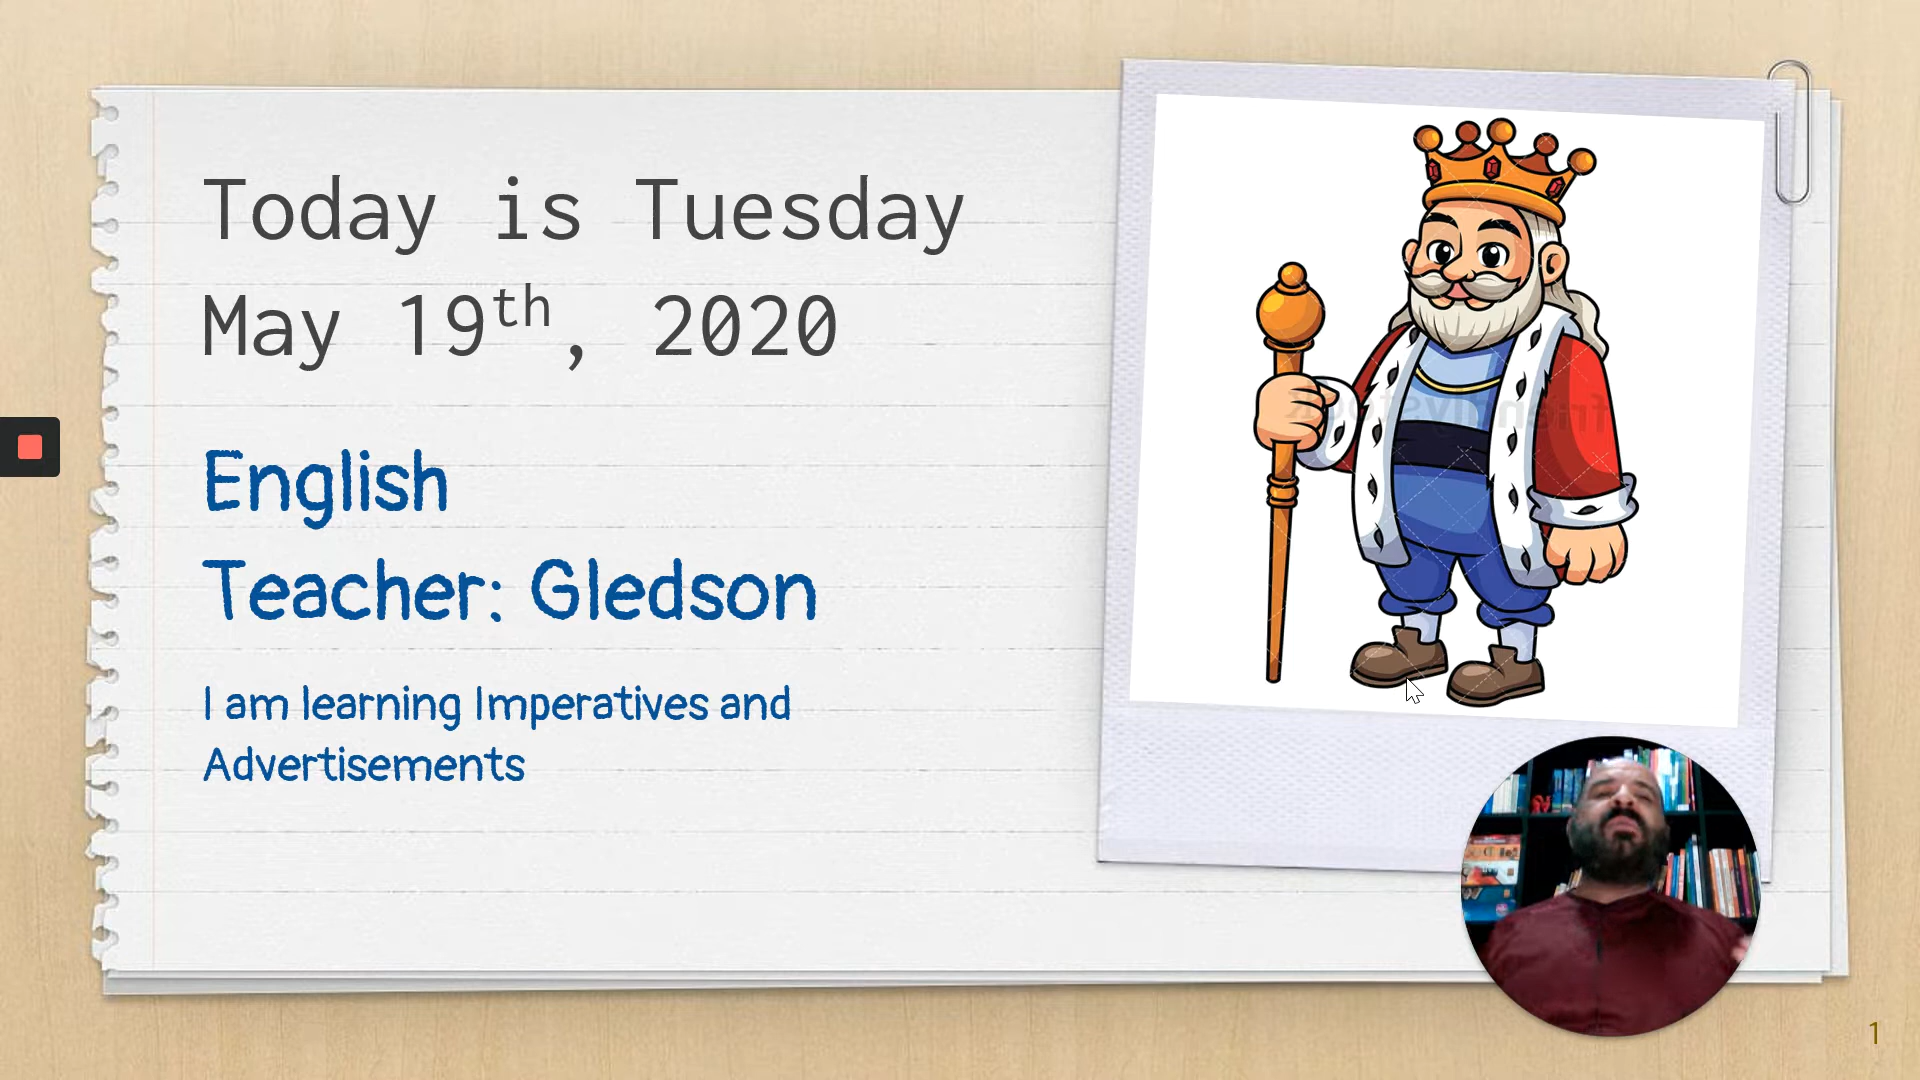 Today is Tuesday
May 19th, 2020
English
Teacher: Gledson
I am learning Imperatives and
Advertisements
1